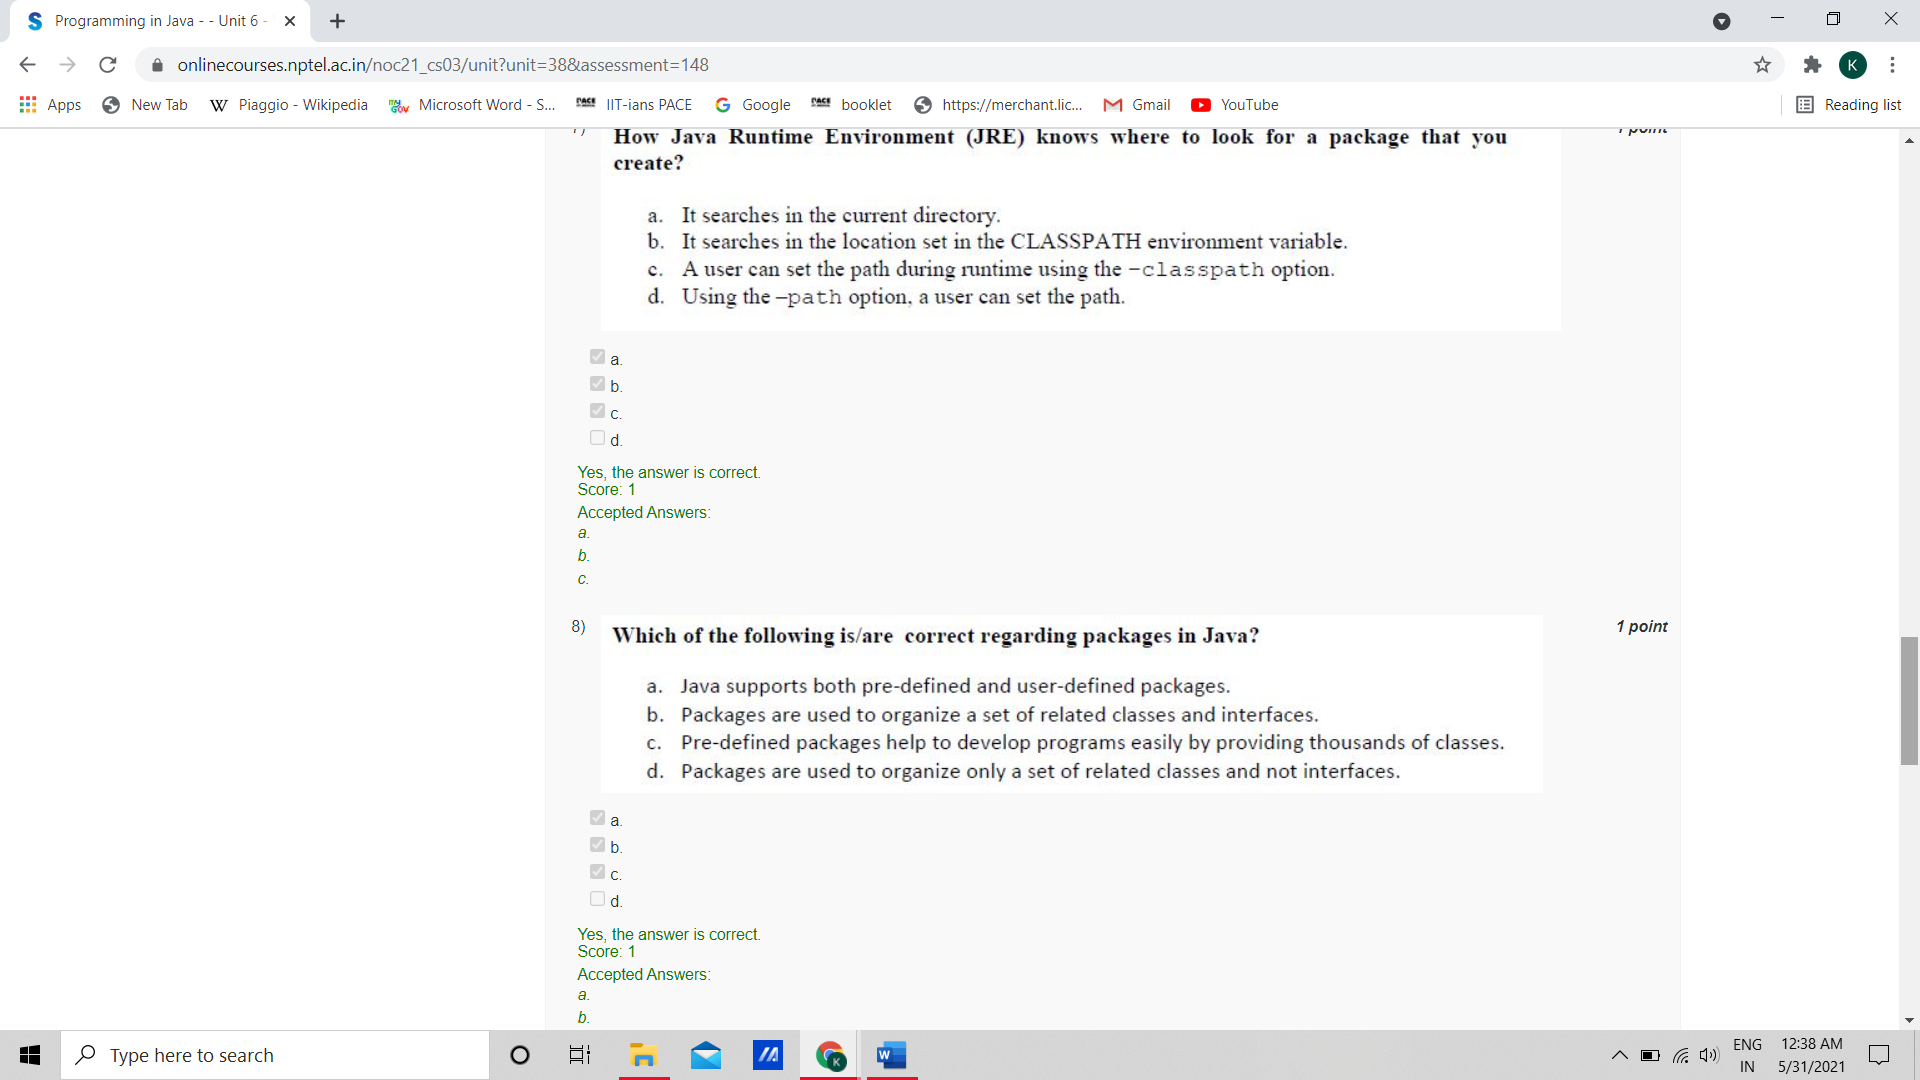 Programming in Java - - Unit 6 -
onlinecourses.nptel.ac.in/noc21_cs03/unit?unit=38&assessment=148
Apps New Tab W Piaggio - Wikipedia Microsoft Word - S... PACE IIT-ians PACE Google PACE booklet https://merchant.lic... Gmail YouTube Reading list
7) 1 point
How Java Runtime Environment (JRE) knows where to look for a package that you
create?
a. It searches in the current directory.
b. It searches in the location set in the CLASSPATH environment variable.
c. A user can set the path during runtime using the –classpath option.
d. Using the –path option, a user can set the path.
a.
b.
c.
d.
Yes, the answer is correct.
Score: 1
Accepted Answers:
a.
b.
c.
8) 1 point
Which of the following is/are correct regarding packages in Java?
a. Java supports both pre-defined and user-defined packages.
b. Packages are used to organize a set of related classes and interfaces.
c. Pre-defined packages help to develop programs easily by providing thousands of classes.
d. Packages are used to organize only a set of related classes and not interfaces.
a.
b.
c.
d.
Yes, the answer is correct.
Score: 1
Accepted Answers:
a.
b.
Type here to search
ENG 12:38 AM
IN 5/31/2021